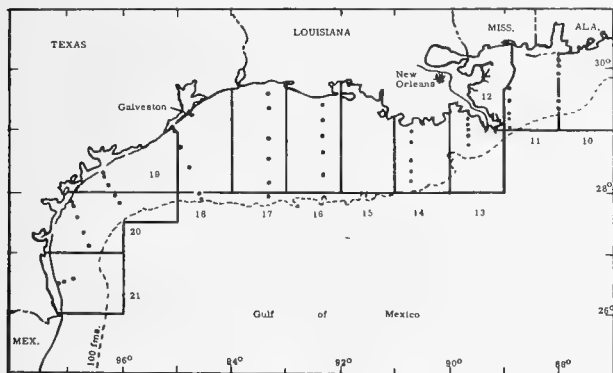 TEXAS
LOUISIANA
MISS.
ALA.
30°
New
Orleans
12
Galveston
11
10
19
28°
18
17
16
15
14
13
20
21
Gulf of Mexico
26°
MEX.
100 fms.
96°
94°
92°
90°
88°